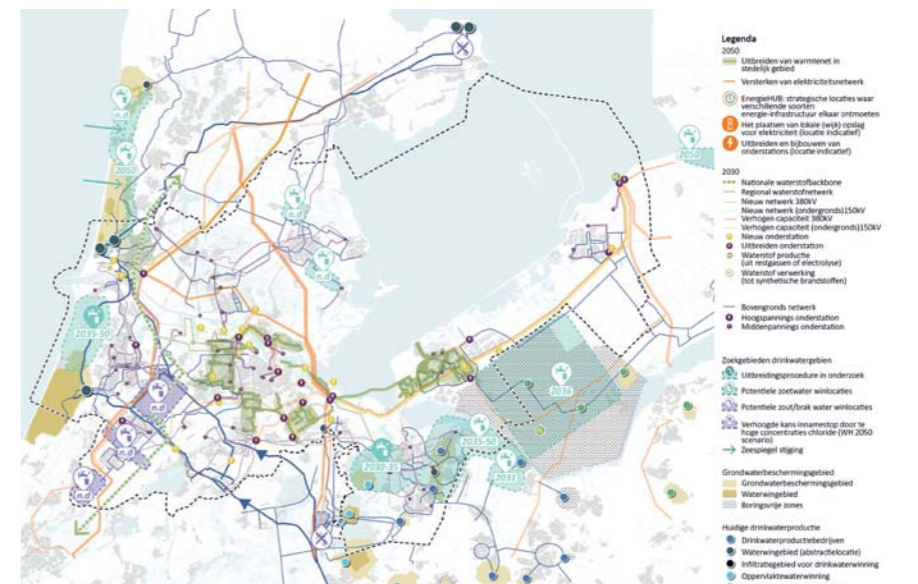 n.d
2050
2050
n.d
n.d
2035-50
n.d
2036
n.d
n.d
2035-50
2030-35
2031
Legenda
2050
Uitbreiden van warmtenet in
stedelijk gebied
Versterken van elektriciteitsnetwerk
EnergieHUB: strategische locaties waar
verschillende soorten
energie-infrastructuur elkaar ontmoeten
Het plaatsen van lokale (wijk) opslag
voor elektriciteit (locatie indicatief)
Uitbreiden en bijbouwen van
onderstations (locatie indicatief)
2030
Nationale waterstofbackbone
Regional waterstofnetwerk
Nieuw netwerk 380kV
Nieuw netwerk (ondergronds)150kV
Verhogen capaciteit 380kV
Verhogen capaciteit (ondergronds)150kV
Nieuw onderstation
Uitbreiden onderstation
Waterstof productie
(uit restgassen of electrolyse)
Waterstof verwerking
(tot synthetische brandstoffen)
Bovengronds netwerk
Hoogspannings onderstation
Middenpannings onderstation
Zoekgebieden drinkwatergebien
Uitbreidingsprocedure in onderzoek
Potentiele zoetwater winlocaties
Potentiele zout/brak water winlocaties
Verhoogde kans innamestop door te
hoge concentraties chloride (WH 2050
scenario)
Zeespiegel stijging
Grondwaterbeschermingsgebied
Grondwaterbeschermingsgebied
Waterwingebied
Boringsvrije zones
Huidige drinkwaterproductie
Drinkwaterproductiebedrijven
Waterwingebied (abstractielocatie)
Infiltratiegebied voor drinkwaterwinning
Oppervlaktewaterwinning